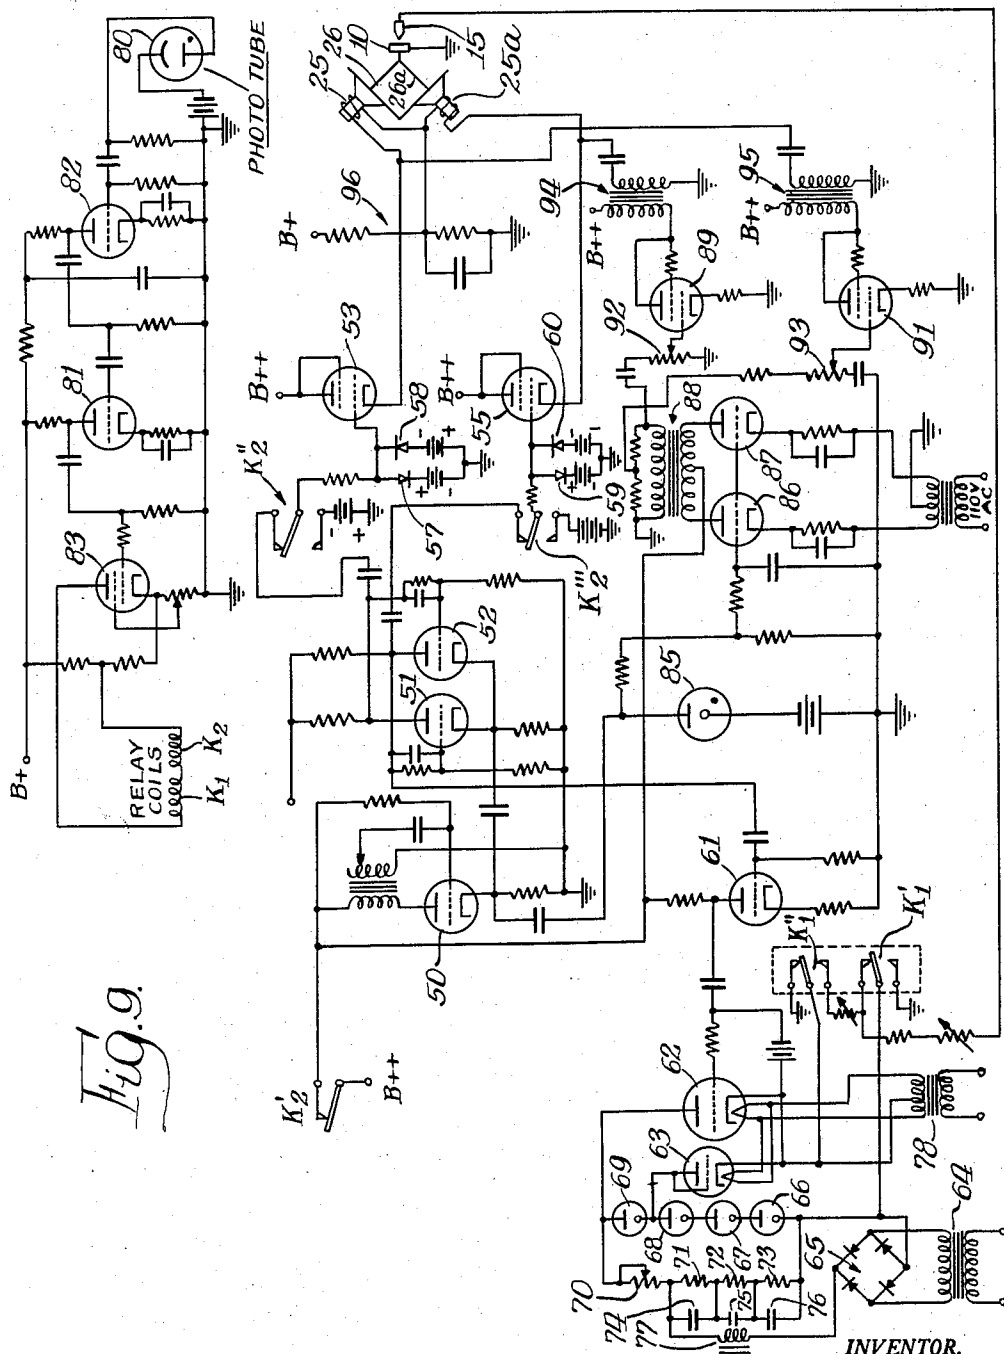 Fig. 9.
B+
RELAY
COILS
K1
K2
83
81
82
80
PHOTO TUBE
K2'
B++
50
51
52
K2''
K2'''
B++
53
B++
55
57
58
59
60
B+
96
25
26
10
26a
15
25a
94
B++
89
92
95
B++
91
93
88
87
86
110V
AC
85
61
K1''
K1'
62
63
69
68
67
66
70
71
72
73
74
75
76
77
65
64
78
+
-
-
+
+
-
-
+
+
-
-
-
INVENTOR.